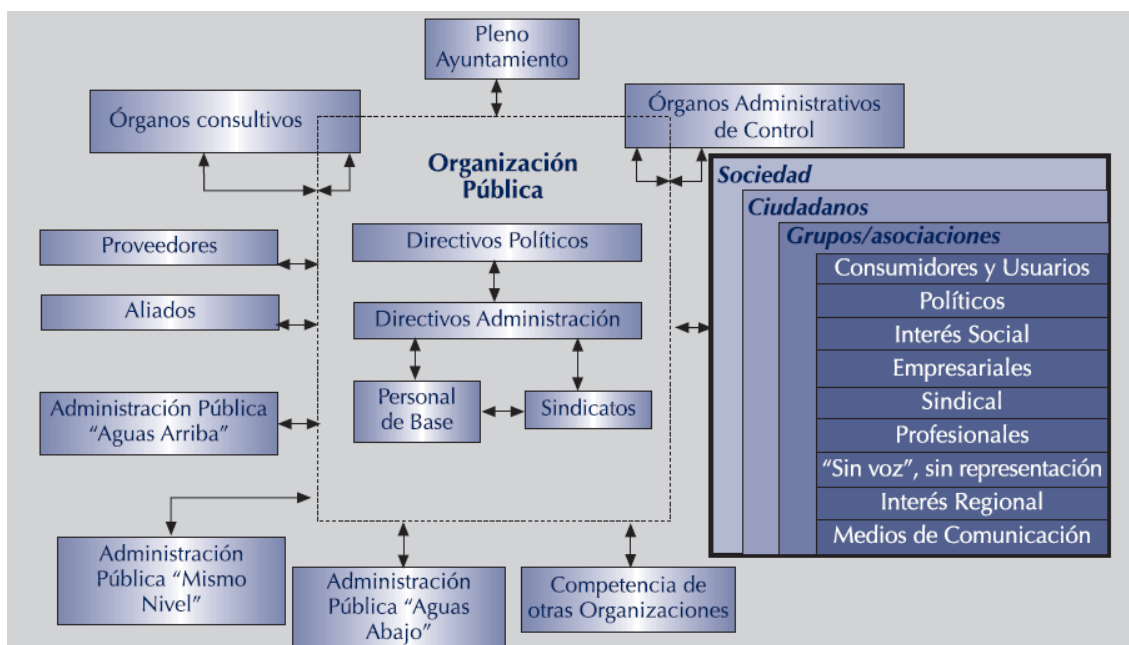 Pleno
Ayuntamiento
Órganos consultivos
Órganos Administrativos
de Control
Organización
Pública
Sociedad
Ciudadanos
Grupos/asociaciones
Consumidores y Usuarios
Políticos
Interés Social
Empresariales
Sindical
Profesionales
“Sin voz”, sin representación
Interés Regional
Medios de Comunicación
Proveedores
Aliados
Administración Pública
“Aguas Arriba”
Directivos Políticos
Directivos Administración
Personal
de Base
Sindicatos
Administración
Pública “Mismo
Nivel”
Administración
Pública “Aguas
Abajo”
Competencia de
otras Organizaciones